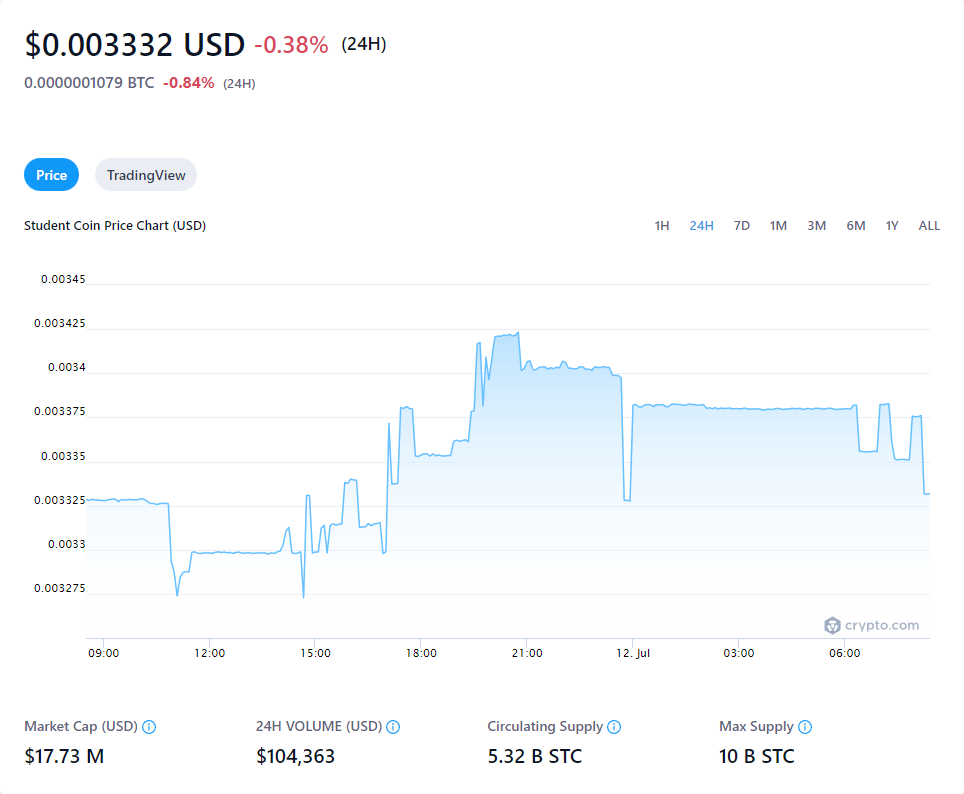 $0.003332 USD -0.38% (24H)
0.0000001079 BTC -0.84% (24H)
Price TradingView
Student Coin Price Chart (USD) 1H 24H 7D 1M 3M 6M 1Y ALL
0.00345
0.003425
0.0034
0.003375
0.00335
0.003325
0.0033
0.003275
crypto.com
09:00 12:00 15:00 18:00 21:00 12. Jul 03:00 06:00
Market Cap (USD) 24H VOLUME (USD) Circulating Supply Max Supply
$17.73 M $104,363 5.32 B STC 10 B STC